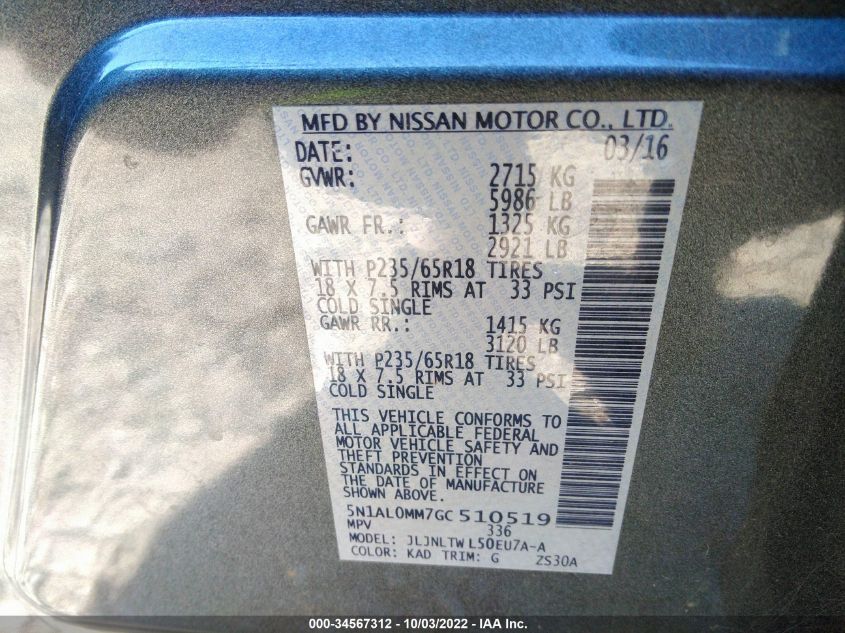 MFD BY NISSAN MOTOR CO., LTD.
DATE: 03/16
GVWR: 2715 KG
5986 LB
GAWR FR.: 1325 KG
2921 LB
WITH P235/65R18 TIRES
18 X 7.5 RIMS AT 33 PSI
COLD SINGLE
GAWR RR.: 1415 KG
3120 LB
WITH P235/65R18 TIRES
18 X 7.5 RIMS AT 33 PSI
COLD SINGLE
THIS VEHICLE CONFORMS TO
ALL APPLICABLE FEDERAL
MOTOR VEHICLE SAFETY AND
THEFT PREVENTION
STANDARDS IN EFFECT ON
THE DATE OF MANUFACTURE
SHOWN ABOVE.
5N1AL0MM7GC510519
MPV 336
MODEL: JLJNLTWL50EU7A-A
COLOR: KAD TRIM: G ZS30A
000-34567312 - 10/03/2022 - IAA Inc.